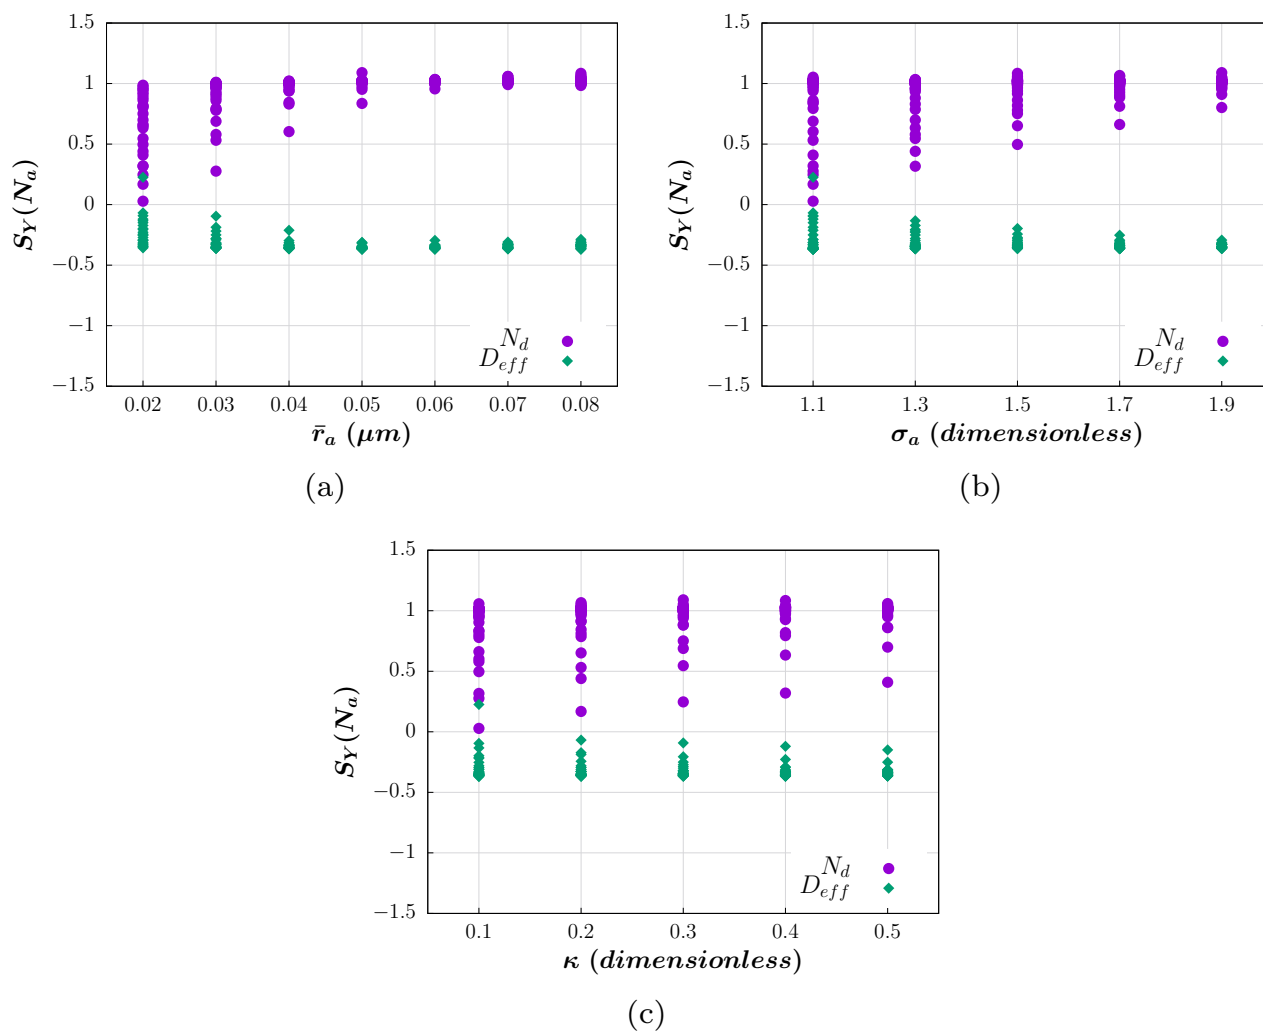 1.5
1
0.5
0
−0.5
−1
−1.5
S_Y(N_a)
N_d
D_eff
0.02 0.03 0.04 0.05 0.06 0.07 0.08
r̄_a (μm)
(a)
1.5
1
0.5
0
−0.5
−1
−1.5
S_Y(N_a)
N_d
D_eff
1.1 1.3 1.5 1.7 1.9
σ_a (dimensionless)
(b)
1.5
1
0.5
0
−0.5
−1
−1.5
S_Y(N_a)
N_d
D_eff
0.1 0.2 0.3 0.4 0.5
κ (dimensionless)
(c)